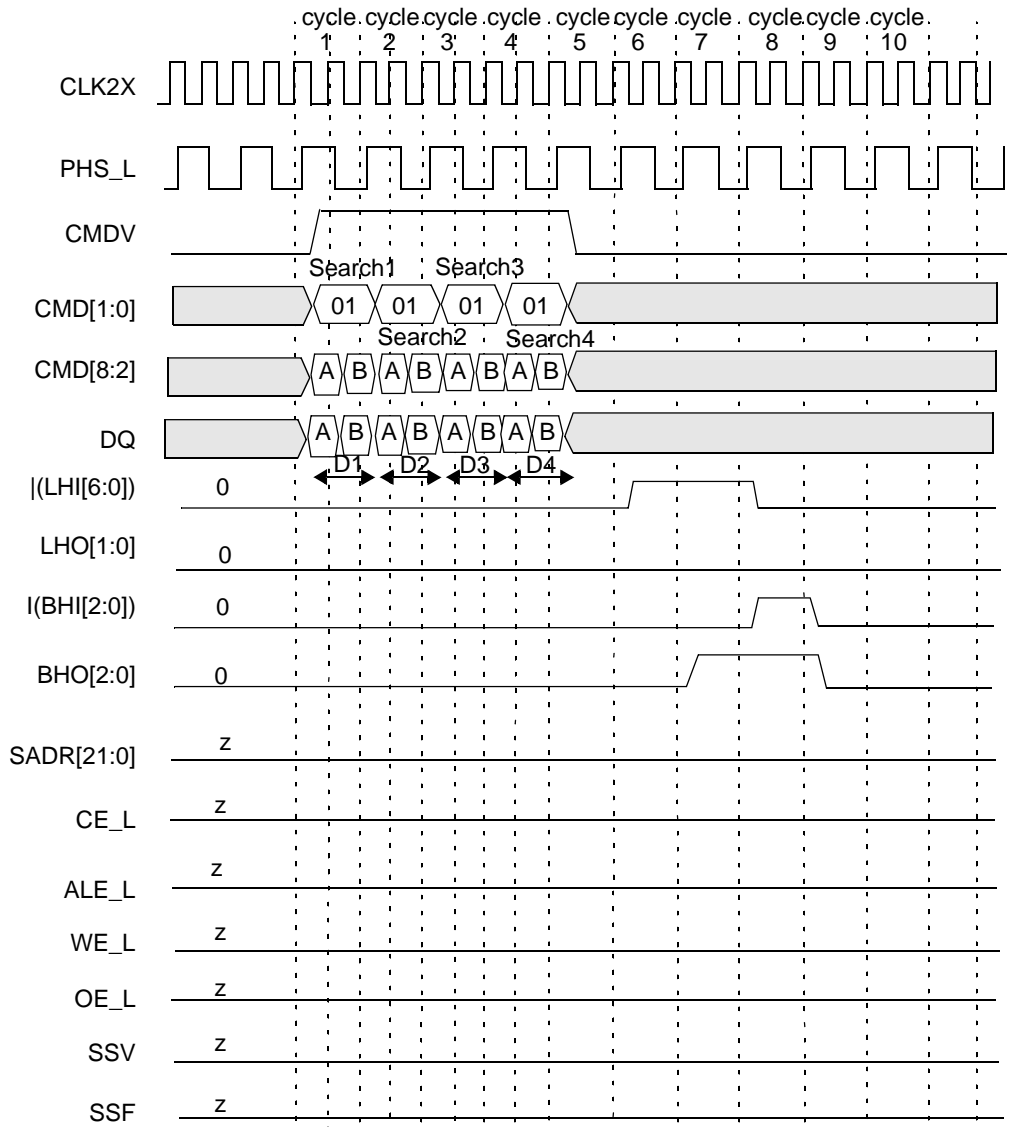 cycle cycle cycle cycle cycle cycle cycle cycle cycle cycle
1 2 3 4 5 6 7 8 9 10
CLK2X
PHS_L
CMDV
Search1 Search3
CMD[1:0] 01 01 01 01
Search2 Search4
CMD[8:2] A B A B A B A B
DQ A B A B A B A B
D1 D2 D3 D4
|(LHI[6:0]) 0
LHO[1:0] 0
I(BHI[2:0]) 0
BHO[2:0] 0
SADR[21:0] z
CE_L z
ALE_L z
WE_L z
OE_L z
SSV z
SSF z